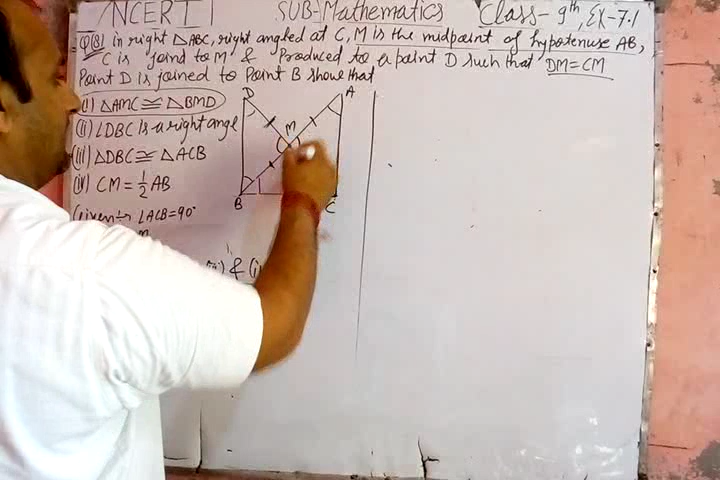 NCERT SUB-Mathematics Class- 9th, EX-7.1
Q(8) in right △ABC, right angled at C, M is the midpoint of hypotenuse AB,
C is joined to M & Produced to a point D such that DM=CM
Point D is joined to Point B show that
(i) △AMC ≅ △BMD
(ii) ∠DBC is a right angle
(iii) △DBC ≅ △ACB
(iv) CM = 1/2 AB
Given:- ∠ACB=90°
D A
M
B C